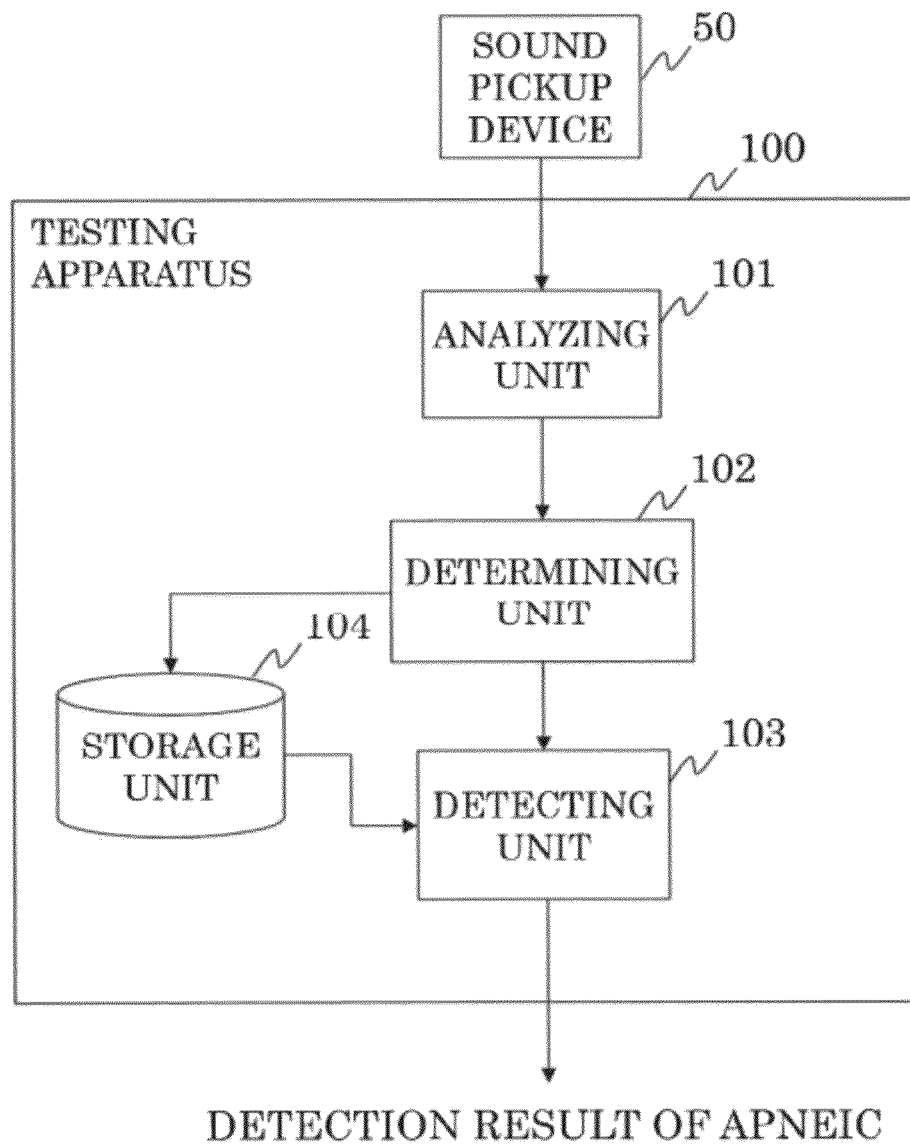 50
SOUND
PICKUP
DEVICE
100
TESTING
APPARATUS
101
ANALYZING
UNIT
102
DETERMINING
UNIT
104
STORAGE
UNIT
103
DETECTING
UNIT
DETECTION RESULT OF APNEIC